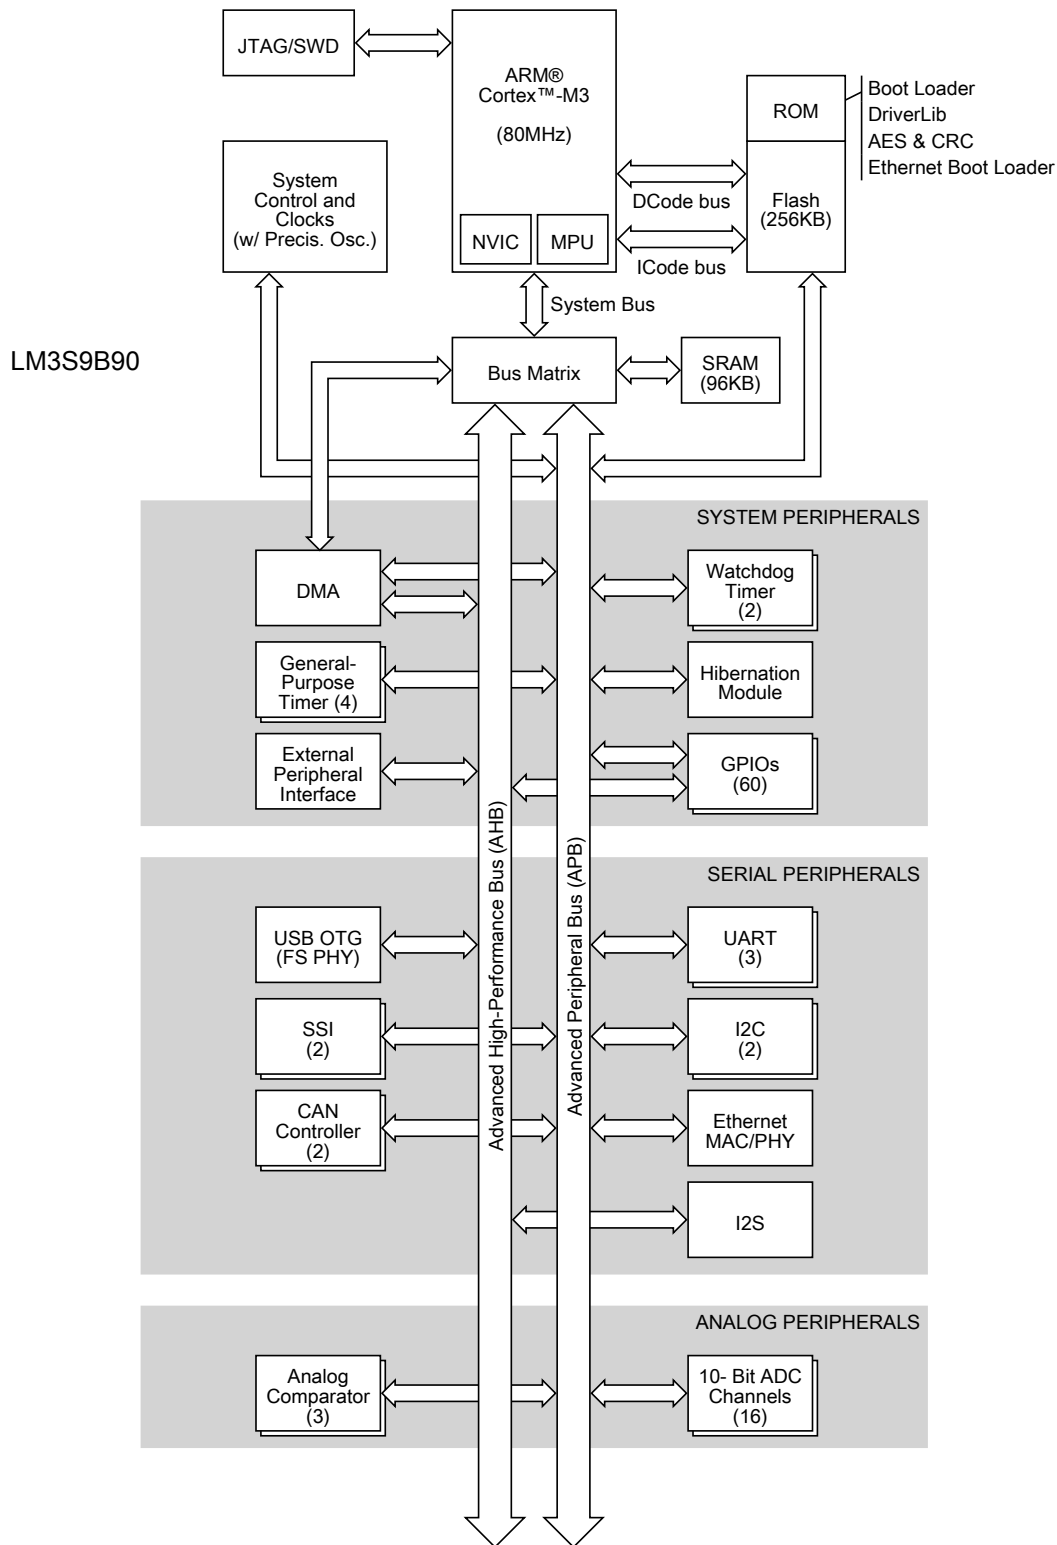 JTAG/SWD
ARM®
Cortex™-M3
(80MHz)
NVIC
MPU
ROM
Flash
(256KB)
Boot Loader
DriverLib
AES & CRC
Ethernet Boot Loader
DCode bus
ICode bus
System
Control and
Clocks
(w/ Precis. Osc.)
System Bus
LM3S9B90
Bus Matrix
SRAM
(96KB)
SYSTEM PERIPHERALS
DMA
Watchdog
Timer
(2)
General-
Purpose
Timer (4)
Hibernation
Module
External
Peripheral
Interface
GPIOs
(60)
Advanced High-Performance Bus (AHB)
Advanced Peripheral Bus (APB)
SERIAL PERIPHERALS
USB OTG
(FS PHY)
UART
(3)
SSI
(2)
I2C
(2)
CAN
Controller
(2)
Ethernet
MAC/PHY
I2S
ANALOG PERIPHERALS
Analog
Comparator
(3)
10- Bit ADC
Channels
(16)